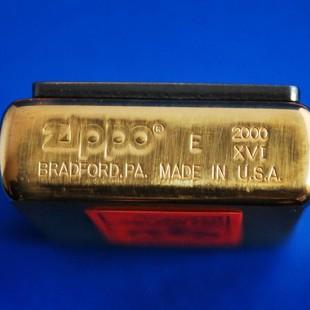 Zippo® E 2000
XVI
BRADFORD, PA. MADE IN U.S.A.